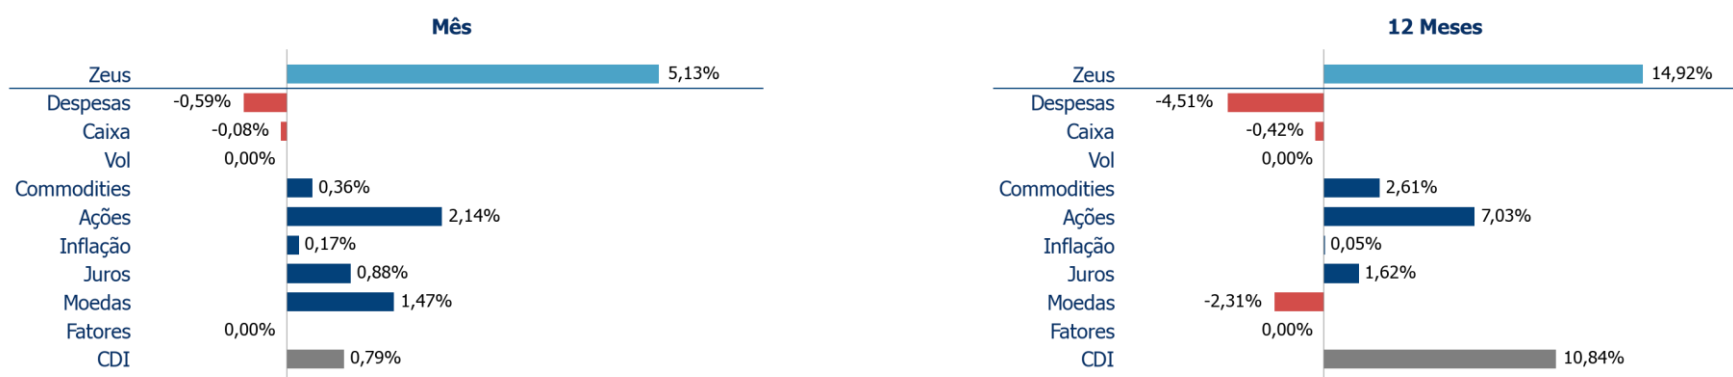 Mês
Zeus 5,13%
Despesas -0,59%
Caixa -0,08%
Vol 0,00%
Commodities 0,36%
Ações 2,14%
Inflação 0,17%
Juros 0,88%
Moedas 1,47%
Fatores 0,00%
CDI 0,79%
12 Meses
Zeus 14,92%
Despesas -4,51%
Caixa -0,42%
Vol 0,00%
Commodities 2,61%
Ações 7,03%
Inflação 0,05%
Juros 1,62%
Moedas -2,31%
Fatores 0,00%
CDI 10,84%